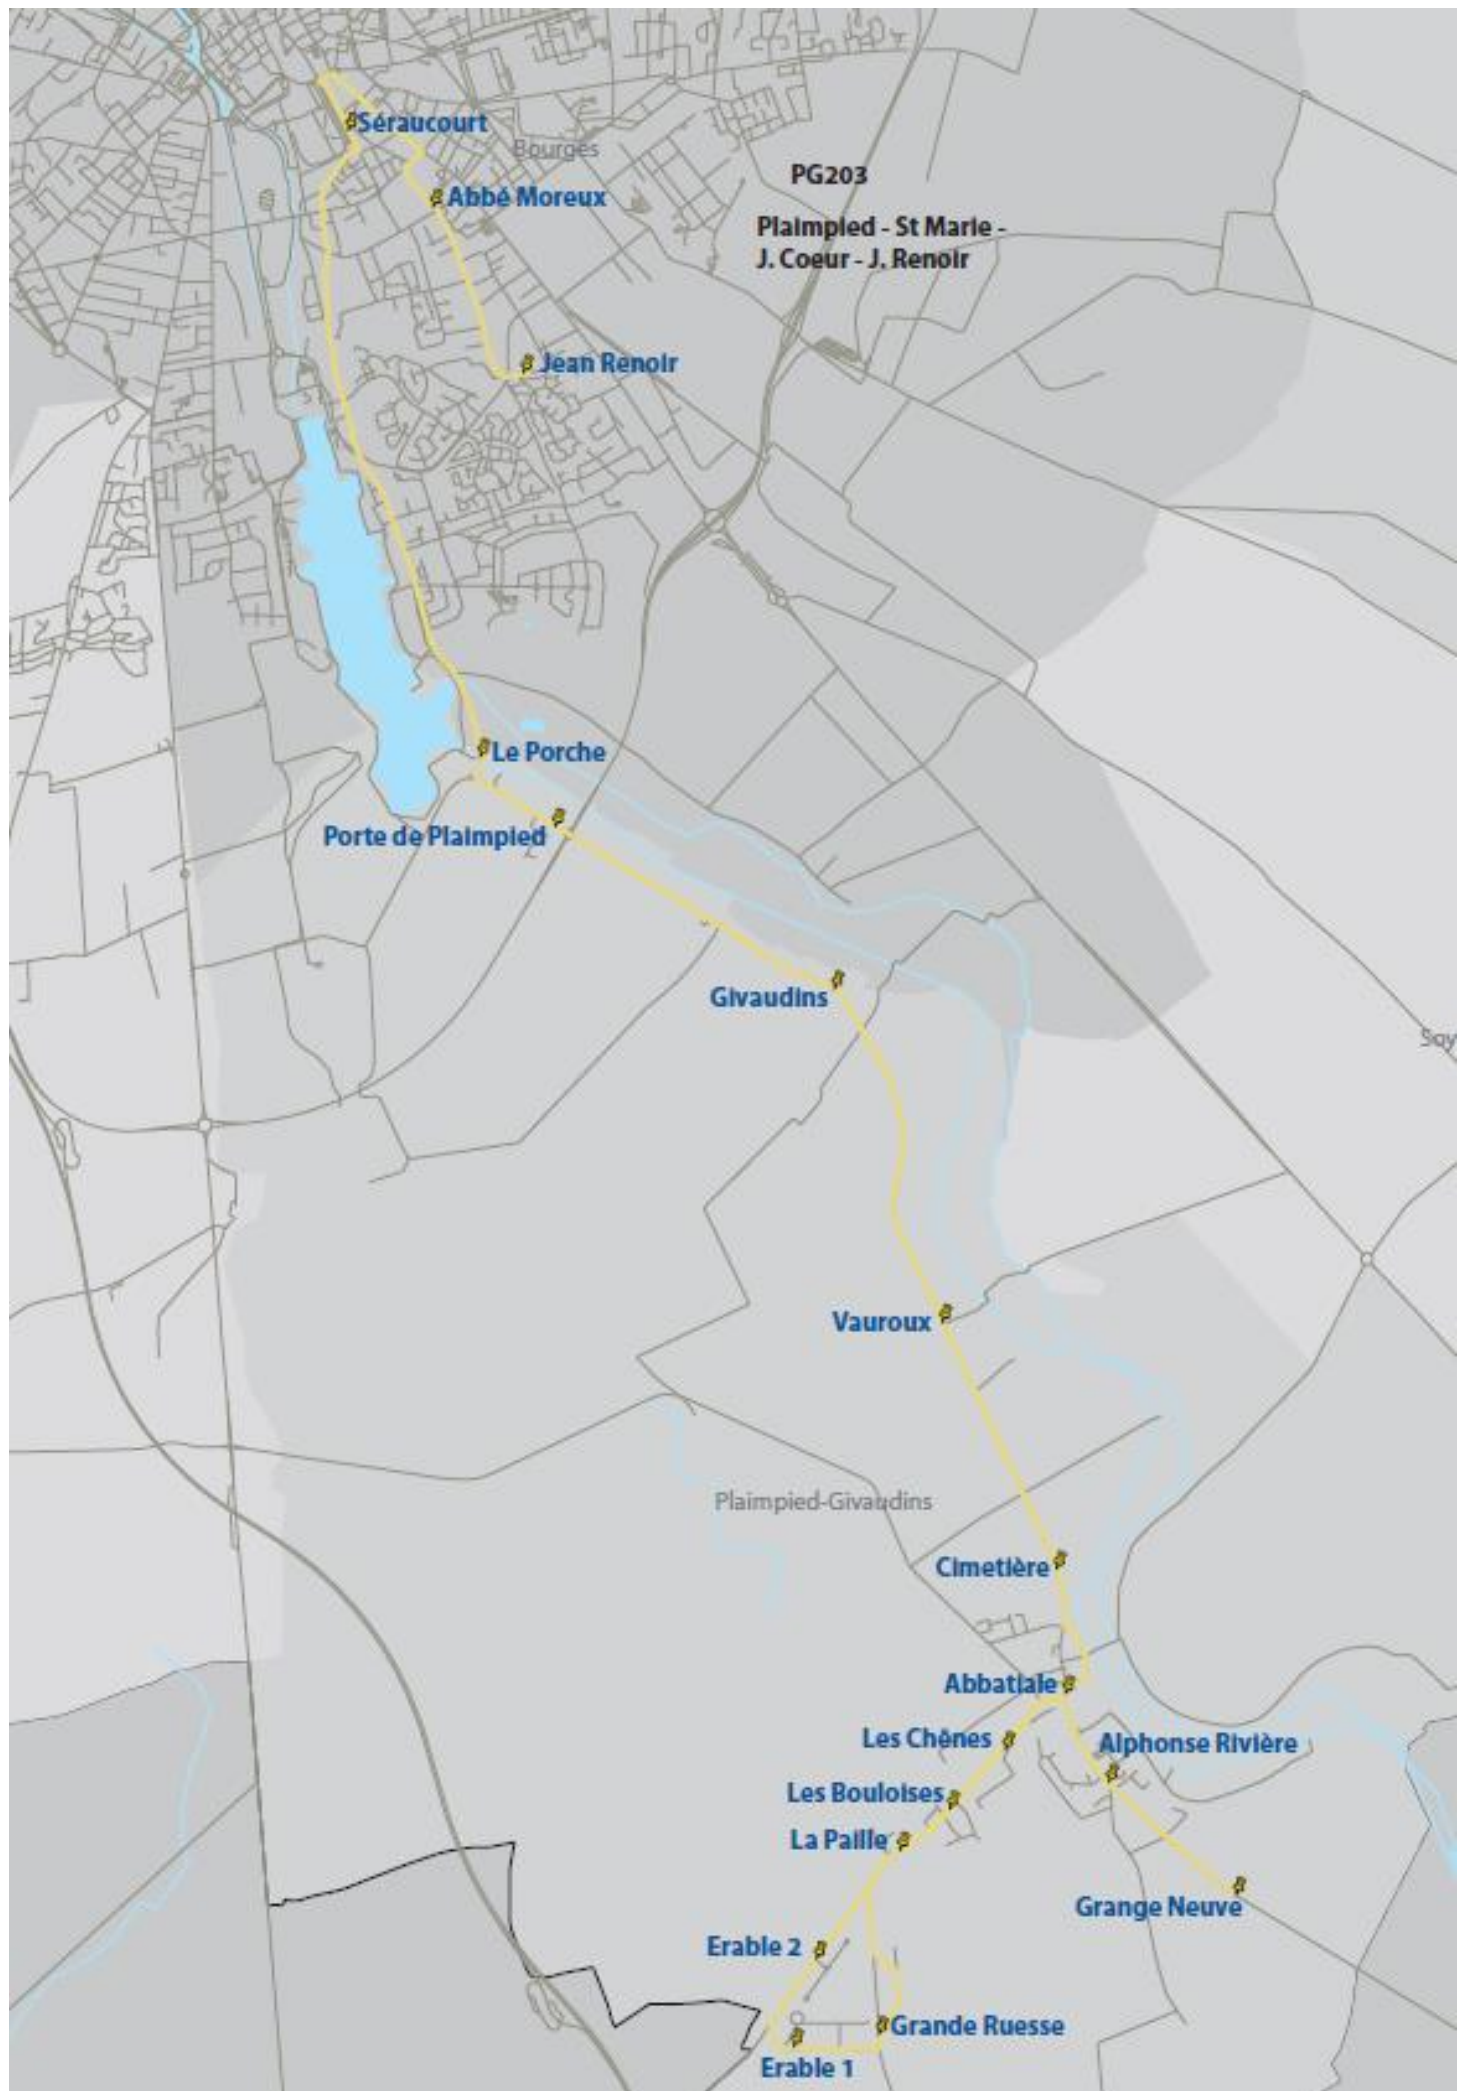 Séraucourt
Bourges
Abbé Moreux
PG203
Plaimpied - St Marie -
J. Coeur - J. Renoir
Jean Renoir
Le Porche
Porte de Plaimpied
Givaudins
Soy
Vauroux
Plaimpied-Givaudins
Cimetière
Abbatiale
Les Chênes
Alphonse Rivière
Les Bouloises
La Paille
Grange Neuve
Erable 2
Grande Ruesse
Erable 1